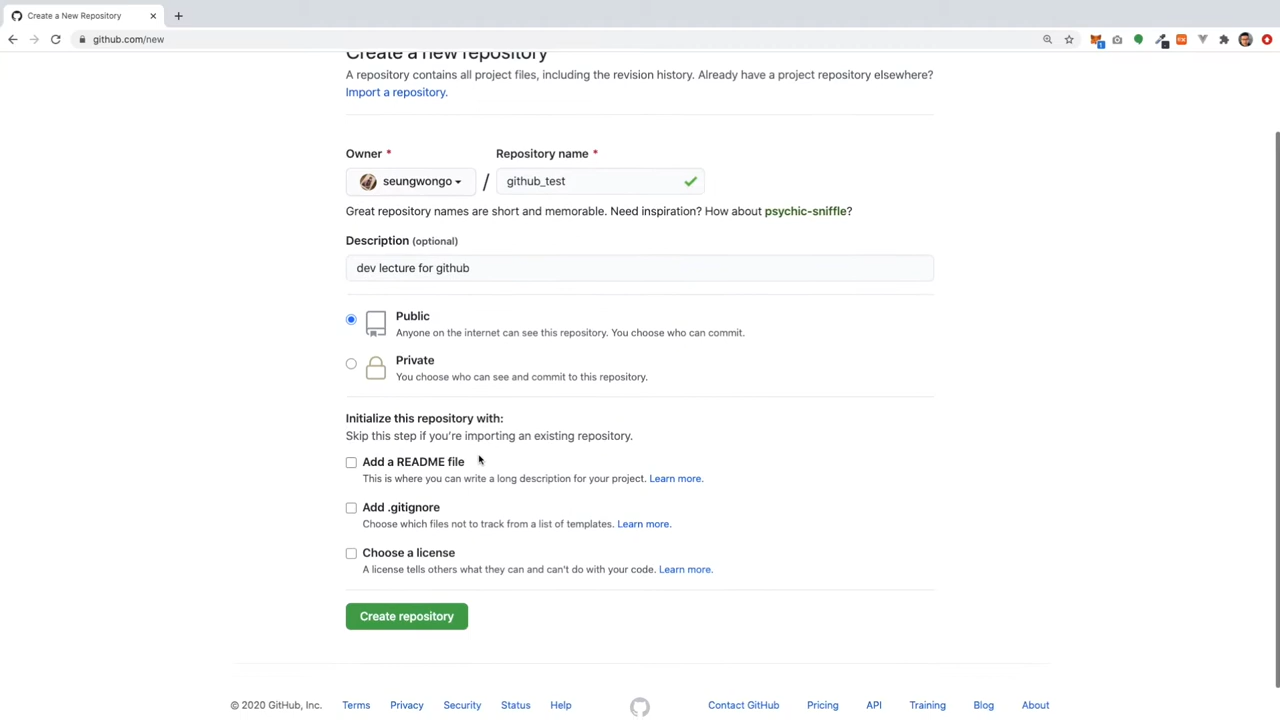 Create a New Repository
github.com/new
Create a new repository
A repository contains all project files, including the revision history. Already have a project repository elsewhere?
Import a repository.
Owner *
Repository name *
seungwongo
/
github_test
Great repository names are short and memorable. Need inspiration? How about psychic-sniffle?
Description (optional)
dev lecture for github
Public
Anyone on the internet can see this repository. You choose who can commit.
Private
You choose who can see and commit to this repository.
Initialize this repository with:
Skip this step if you're importing an existing repository.
Add a README file
This is where you can write a long description for your project. Learn more.
Add .gitignore
Choose which files not to track from a list of templates. Learn more.
Choose a license
A license tells others what they can and can't do with your code. Learn more.
Create repository
© 2020 GitHub, Inc. Terms Privacy Security Status Help Contact GitHub Pricing API Training Blog About